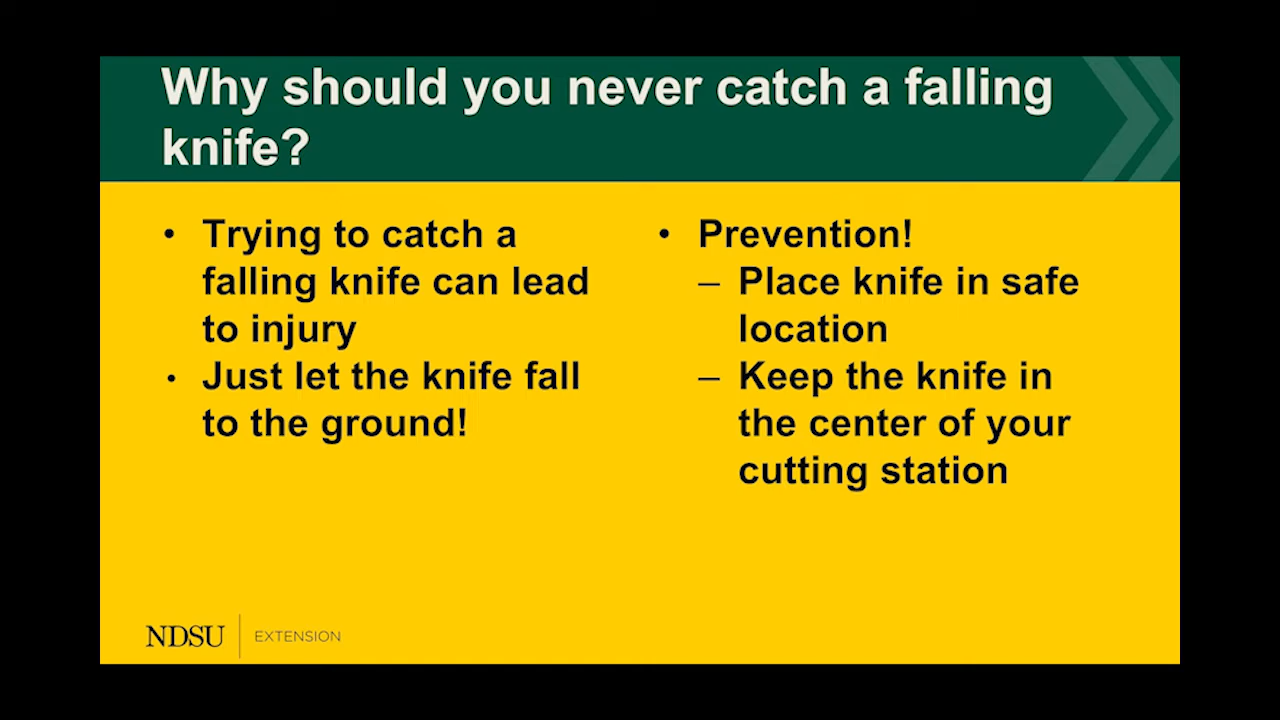 Why should you never catch a falling
knife?
• Trying to catch a
falling knife can lead
to injury
• Just let the knife fall
to the ground!
• Prevention!
– Place knife in safe
location
– Keep the knife in
the center of your
cutting station
NDSU | EXTENSION